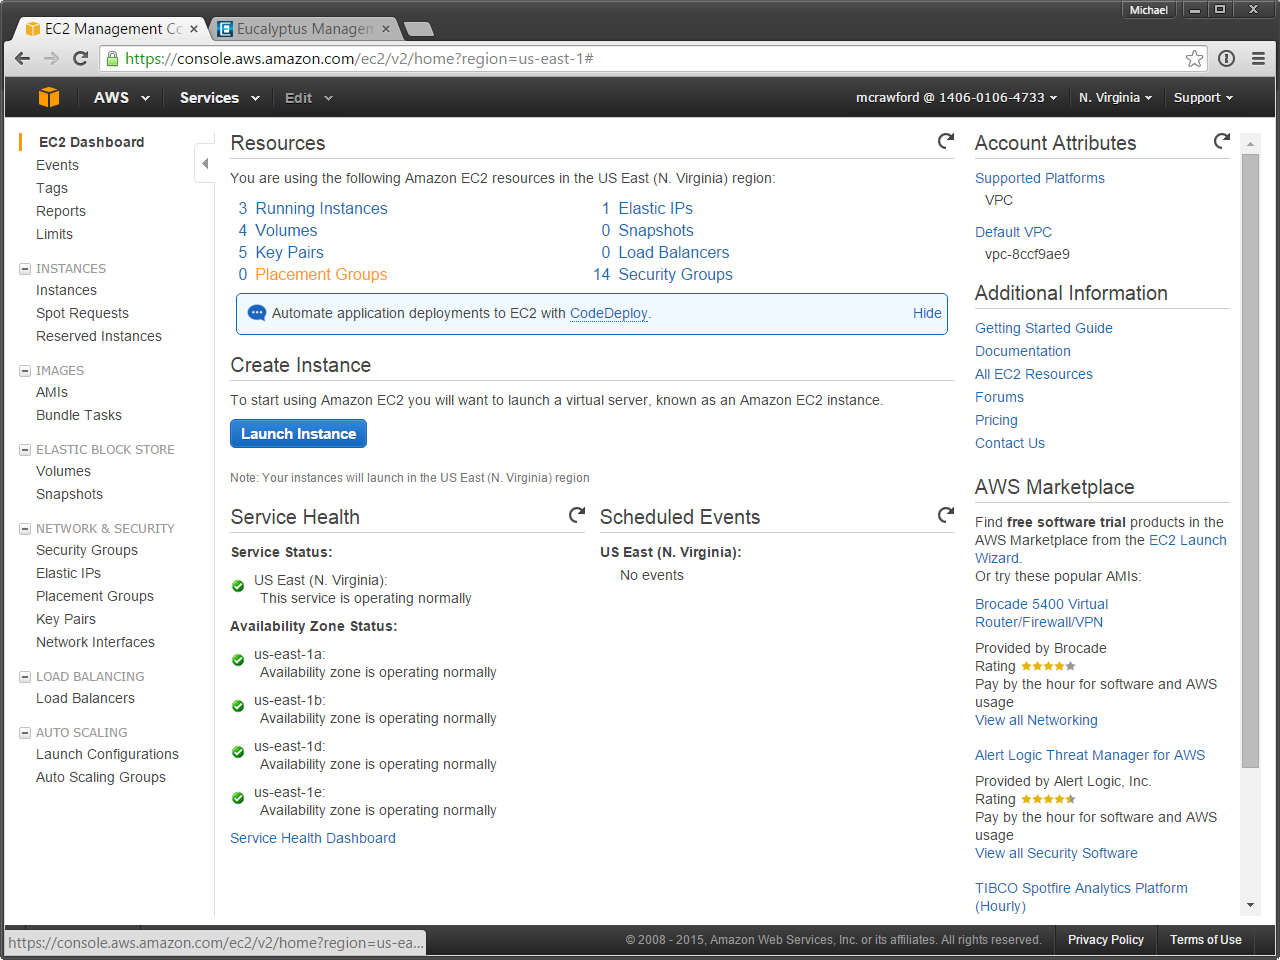 Michael
EC2 Management Co
Eucalyptus Managem
https://console.aws.amazon.com/ec2/v2/home?region=us-east-1#
AWS
Services
Edit
mcrawford @ 1406-0106-4733
N. Virginia
Support
EC2 Dashboard
Events
Tags
Reports
Limits
INSTANCES
Instances
Spot Requests
Reserved Instances
IMAGES
AMIs
Bundle Tasks
ELASTIC BLOCK STORE
Volumes
Snapshots
NETWORK & SECURITY
Security Groups
Elastic IPs
Placement Groups
Key Pairs
Network Interfaces
LOAD BALANCING
Load Balancers
AUTO SCALING
Launch Configurations
Auto Scaling Groups
Resources
You are using the following Amazon EC2 resources in the US East (N. Virginia) region:
3 Running Instances
1 Elastic IPs
4 Volumes
0 Snapshots
5 Key Pairs
0 Load Balancers
0 Placement Groups
14 Security Groups
Automate application deployments to EC2 with CodeDeploy.
Hide
Create Instance
To start using Amazon EC2 you will want to launch a virtual server, known as an Amazon EC2 instance.
Launch Instance
Note: Your instances will launch in the US East (N. Virginia) region
Service Health
Service Status:
US East (N. Virginia):
This service is operating normally
Availability Zone Status:
us-east-1a:
Availability zone is operating normally
us-east-1b:
Availability zone is operating normally
us-east-1d:
Availability zone is operating normally
us-east-1e:
Availability zone is operating normally
Service Health Dashboard
Scheduled Events
US East (N. Virginia):
No events
Account Attributes
Supported Platforms
VPC
Default VPC
vpc-8ccf9ae9
Additional Information
Getting Started Guide
Documentation
All EC2 Resources
Forums
Pricing
Contact Us
AWS Marketplace
Find free software trial products in the
AWS Marketplace from the EC2 Launch
Wizard.
Or try these popular AMIs:
Brocade 5400 Virtual
Router/Firewall/VPN
Provided by Brocade
Rating
Pay by the hour for software and AWS
usage
View all Networking
Alert Logic Threat Manager for AWS
Provided by Alert Logic, Inc.
Rating
Pay by the hour for software and AWS
usage
View all Security Software
TIBCO Spotfire Analytics Platform
(Hourly)
https://console.aws.amazon.com/ec2/v2/home?region=us-ea...
© 2008 - 2015, Amazon Web Services, Inc. or its affiliates. All rights reserved.
Privacy Policy
Terms of Use